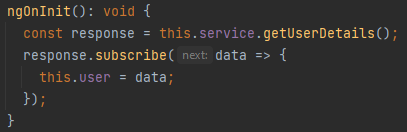 ngOnInit(): void {
  const response = this.service.getUserDetails();
  response.subscribe( next: data => {
    this.user = data;
  });
}